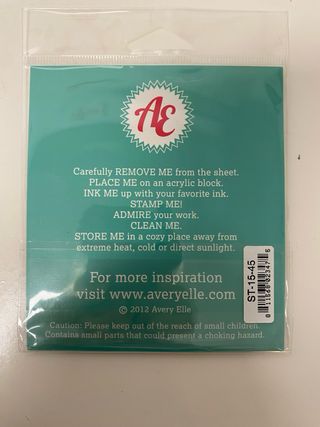 AE
Carefully REMOVE ME from the sheet.
PLACE ME on an acrylic block.
INK ME up with your favorite ink.
STAMP ME!
ADMIRE your work.
CLEAN ME.
STORE ME in a cozy place away from
extreme heat, cold or direct sunlight.
For more inspiration
visit www.averyelle.com
© 2012 Avery Elle
Caution: Please keep out of the reach of small children.
Contains small parts that could present a choking hazard.
ST-15-45